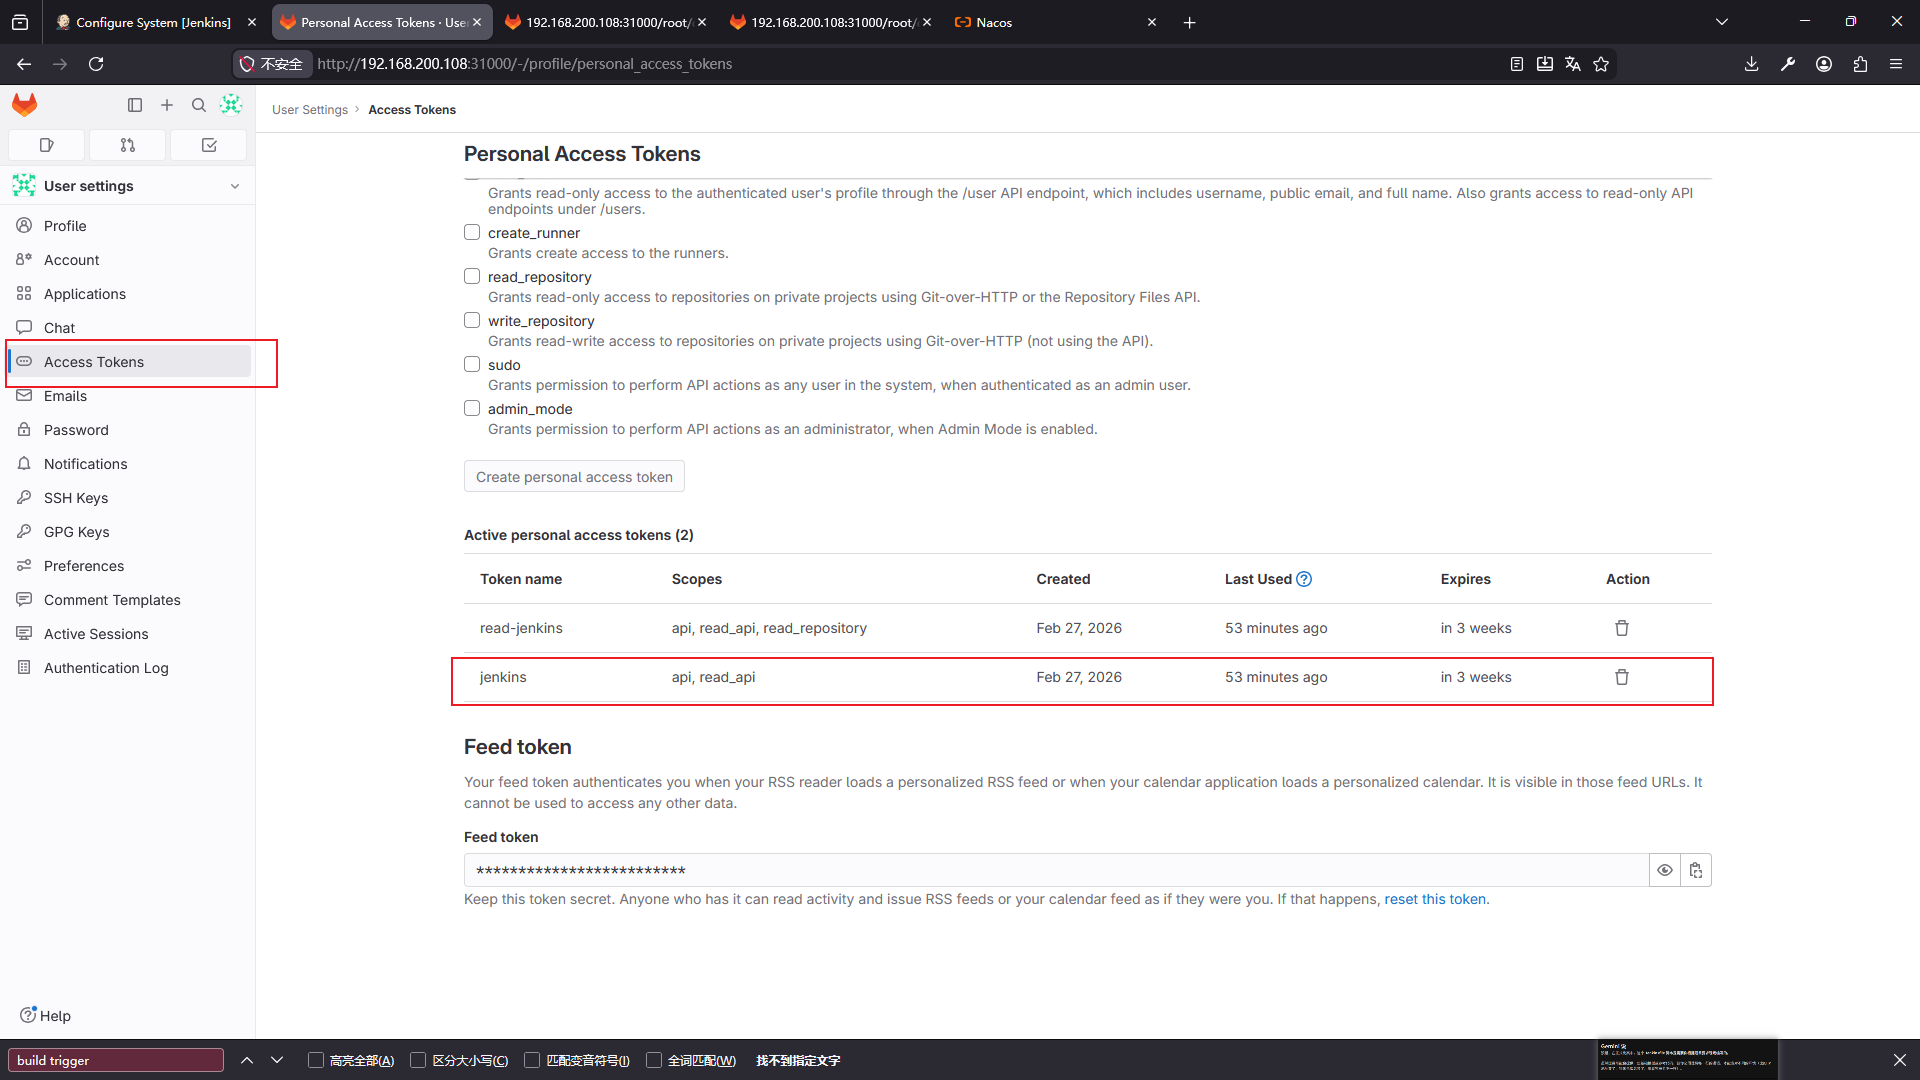 Configure System [Jenkins]
Personal Access Tokens · Use
192.168.200.108:31000/root/
192.168.200.108:31000/root/
Nacos
不安全
http://192.168.200.108:31000/-/profile/personal_access_tokens
User Settings › Access Tokens
User settings
Profile
Account
Applications
Chat
Access Tokens
Emails
Password
Notifications
SSH Keys
GPG Keys
Preferences
Comment Templates
Active Sessions
Authentication Log
Help
Personal Access Tokens
Grants read-only access to the authenticated user's profile through the /user API endpoint, which includes username, public email, and full name. Also grants access to read-only API
endpoints under /users.
create_runner
Grants create access to the runners.
read_repository
Grants read-only access to repositories on private projects using Git-over-HTTP or the Repository Files API.
write_repository
Grants read-write access to repositories on private projects using Git-over-HTTP (not using the API).
sudo
Grants permission to perform API actions as any user in the system, when authenticated as an admin user.
admin_mode
Grants permission to perform API actions as an administrator, when Admin Mode is enabled.
Create personal access token
Active personal access tokens (2)
Token name Scopes Created Last Used Expires Action
read-jenkins api, read_api, read_repository Feb 27, 2026 53 minutes ago in 3 weeks
jenkins api, read_api Feb 27, 2026 53 minutes ago in 3 weeks
Feed token
Your feed token authenticates you when your RSS reader loads a personalized RSS feed or when your calendar application loads a personalized calendar. It is visible in those feed URLs. It
cannot be used to access any other data.
Feed token
*************************
Keep this token secret. Anyone who has it can read activity and issue RSS feeds or your calendar feed as if they were you. If that happens, reset this token.
build trigger
高亮全部(A)
区分大小写(C)
匹配变音符号(I)
全词匹配(W)
找不到指定文字
Gemini 说